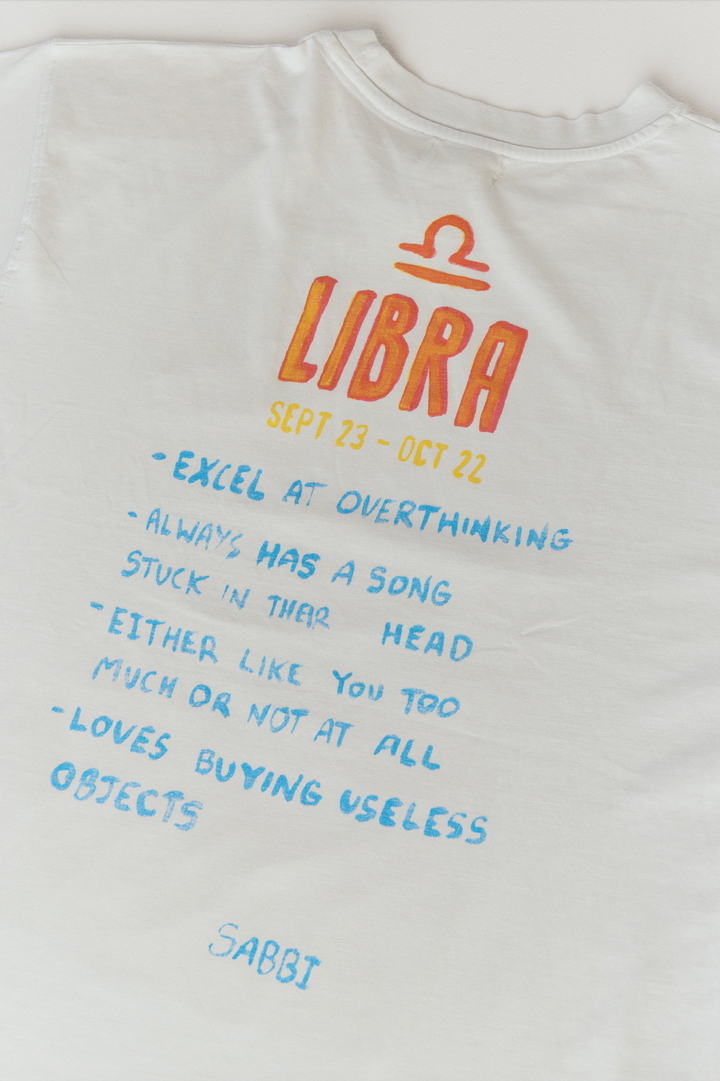 LIBRA
SEPT 23 - OCT 22
- EXCEL AT OVERTHINKING
- ALWAYS HAS A SONG
STUCK IN THER HEAD
- EITHER LIKE YOU TOO
MUCH OR NOT AT ALL
- LOVES BUYING USELESS
OBJECTS
SABBI